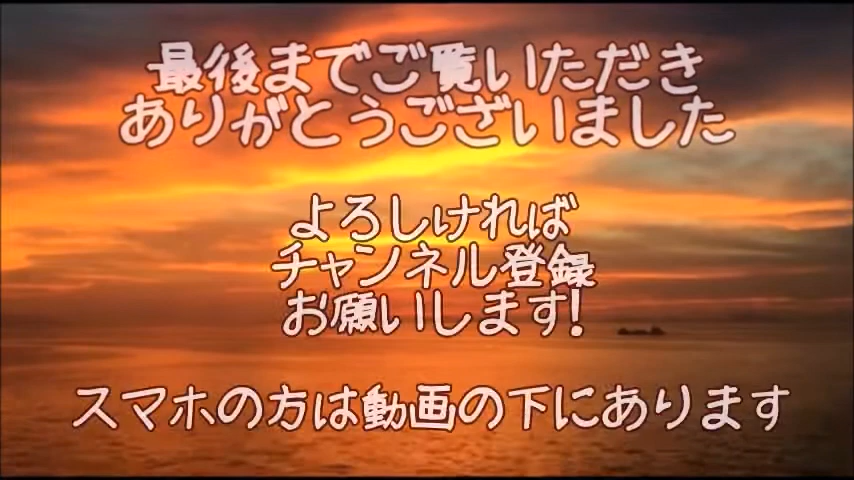 最後までご覧いただき
ありがとうございました
よろしければ
チャンネル登録
お願いします!
スマホの方は動画の下にあります